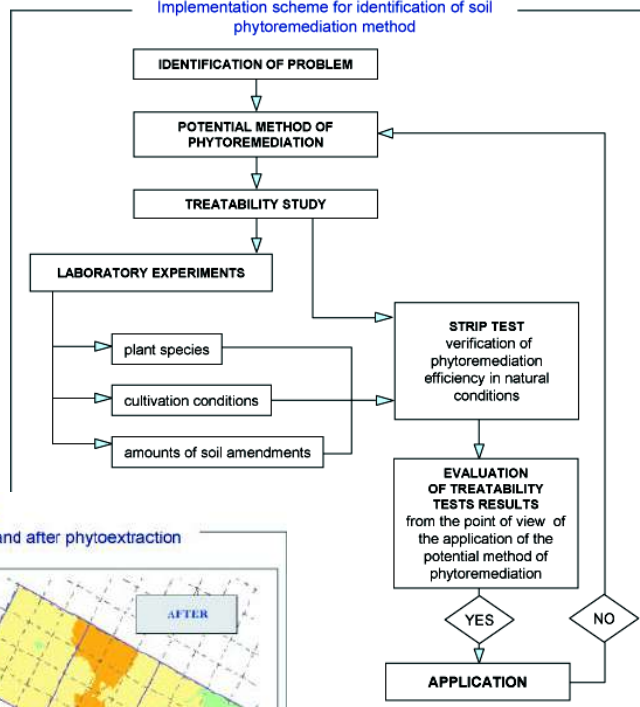 Implementation scheme for identification of soil
phytoremediation method
IDENTIFICATION OF PROBLEM
POTENTIAL METHOD OF
PHYTOREMEDIATION
TREATABILITY STUDY
LABORATORY EXPERIMENTS
plant species
cultivation conditions
amounts of soil amendments
STRIP TEST
verification of
phytoremediation
efficiency in natural
conditions
EVALUATION
OF TREATABILITY
TESTS RESULTS
from the point of view of
the application of the
potential method of
phytoremediation
YES
NO
APPLICATION
and after phytoextraction
AFTER